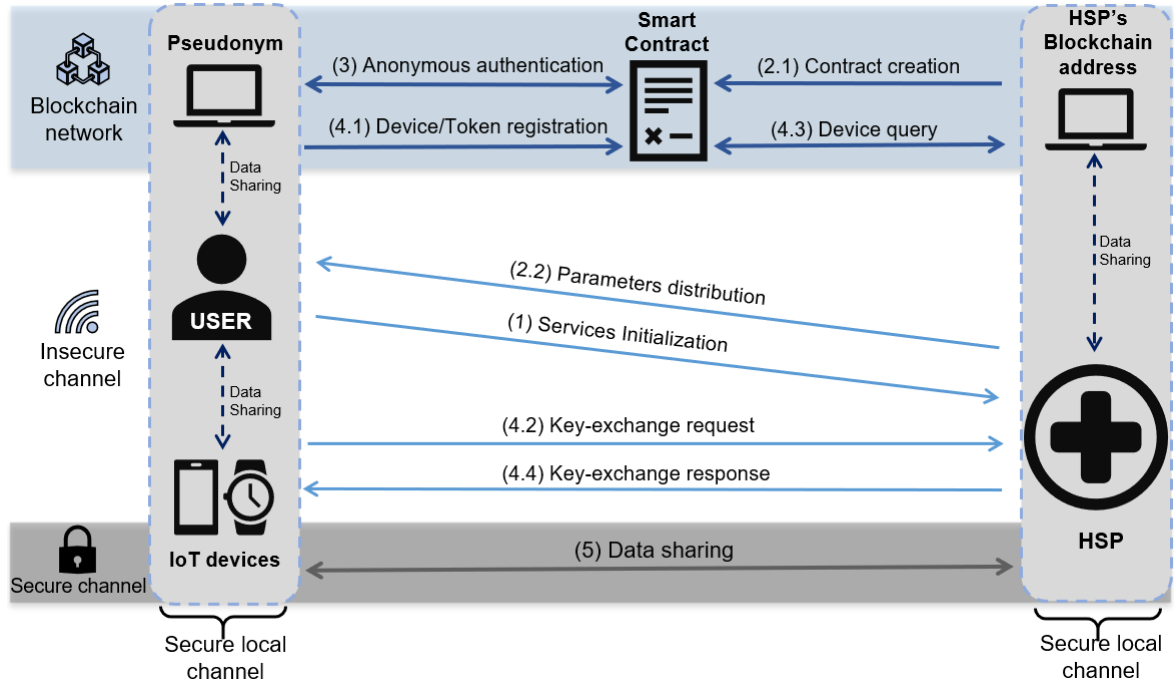 Blockchain
network
Pseudonym
Smart
Contract
HSP's
Blockchain
address
(3) Anonymous authentication
(2.1) Contract creation
(4.1) Device/Token registration
(4.3) Device query
Data
Sharing
Data
Sharing
Insecure
channel
USER
(2.2) Parameters distribution
(1) Services Initialization
Data
Sharing
(4.2) Key-exchange request
(4.4) Key-exchange response
Secure channel
IoT devices
(5) Data sharing
HSP
Secure local
channel
Secure local
channel